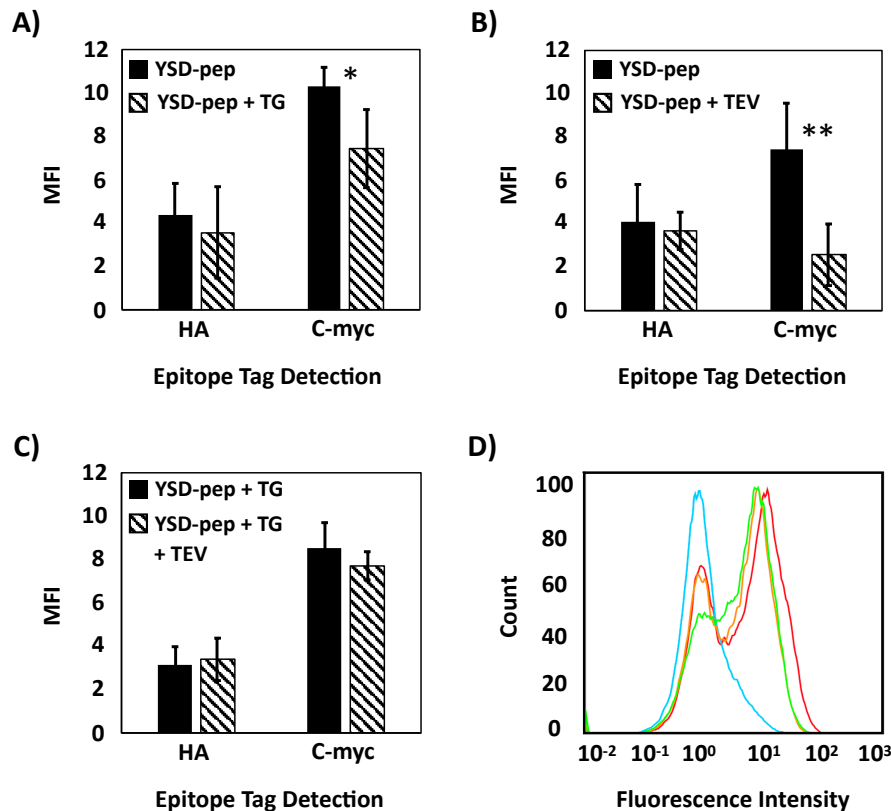 A)
12
10
8
6
4
2
0
MFI
YSD-pep
YSD-pep + TG
*
HA
C-myc
Epitope Tag Detection
B)
12
10
8
6
4
2
0
MFI
YSD-pep
YSD-pep + TEV
**
HA
C-myc
Epitope Tag Detection
C)
12
10
8
6
4
2
0
MFI
YSD-pep + TG
YSD-pep + TG
+ TEV
HA
C-myc
Epitope Tag Detection
D)
100
80
60
40
20
0
Count
10⁻² 10⁻¹ 10⁰ 10¹ 10² 10³
Fluorescence Intensity